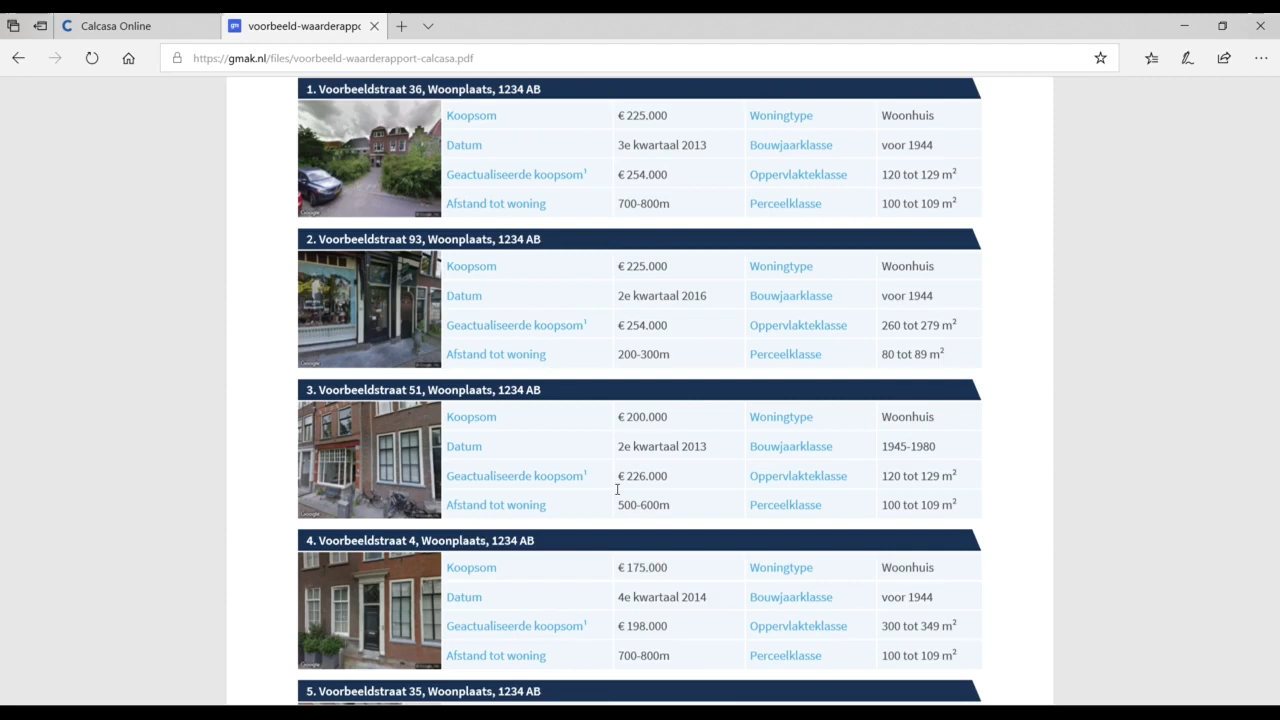 Calcasa Online
gm voorbeeld-waarderappo
https://gmak.nl/files/voorbeeld-waarderapport-calcasa.pdf
1. Voorbeeldstraat 36, Woonplaats, 1234 AB
Koopsom € 225.000 Woningtype Woonhuis
Datum 3e kwartaal 2013 Bouwjaarklasse voor 1944
Geactualiseerde koopsom¹ € 254.000 Oppervlakteklasse 120 tot 129 m²
Afstand tot woning 700-800m Perceelklasse 100 tot 109 m²
Google
2. Voorbeeldstraat 93, Woonplaats, 1234 AB
Koopsom € 225.000 Woningtype Woonhuis
Datum 2e kwartaal 2016 Bouwjaarklasse voor 1944
Geactualiseerde koopsom¹ € 254.000 Oppervlakteklasse 260 tot 279 m²
Afstand tot woning 200-300m Perceelklasse 80 tot 89 m²
Google
3. Voorbeeldstraat 51, Woonplaats, 1234 AB
Koopsom € 200.000 Woningtype Woonhuis
Datum 2e kwartaal 2013 Bouwjaarklasse 1945-1980
Geactualiseerde koopsom¹ € 226.000 Oppervlakteklasse 120 tot 129 m²
Afstand tot woning 500-600m Perceelklasse 100 tot 109 m²
Google
4. Voorbeeldstraat 4, Woonplaats, 1234 AB
Koopsom € 175.000 Woningtype Woonhuis
Datum 4e kwartaal 2014 Bouwjaarklasse voor 1944
Geactualiseerde koopsom¹ € 198.000 Oppervlakteklasse 300 tot 349 m²
Afstand tot woning 700-800m Perceelklasse 100 tot 109 m²
Google
5. Voorbeeldstraat 35, Woonplaats, 1234 AB